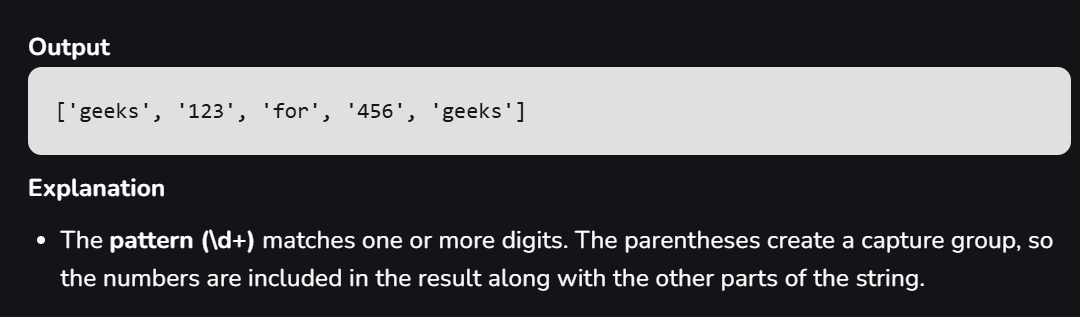 Output
['geeks', '123', 'for', '456', 'geeks']
Explanation
• The pattern (\d+) matches one or more digits. The parentheses create a capture group, so
the numbers are included in the result along with the other parts of the string.